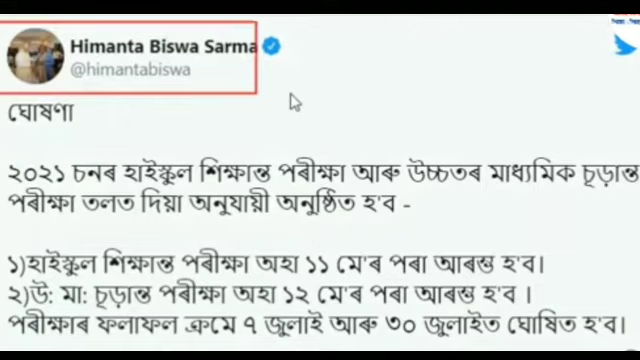 Himanta Biswa Sarma
@himantabiswa
ঘোষণা
২০২১ চনৰ হাইস্কুল শিক্ষান্ত পৰীক্ষা আৰু উচ্চতৰ মাধ্যমিক চূড়ান্ত
পৰীক্ষা তলত দিয়া অনুযায়ী অনুষ্ঠিত হ'ব -
১)হাইস্কুল শিক্ষান্ত পৰীক্ষা অহা ১১ মে'ৰ পৰা আৰম্ভ হ'ব।
২)উ: মা: চূড়ান্ত পৰীক্ষা অহা ১২ মে'ৰ পৰা আৰম্ভ হ'ব ।
পৰীক্ষাৰ ফলাফল ক্ৰমে ৭ জুলাই আৰু ৩০ জুলাইত ঘোষিত হ'ব।